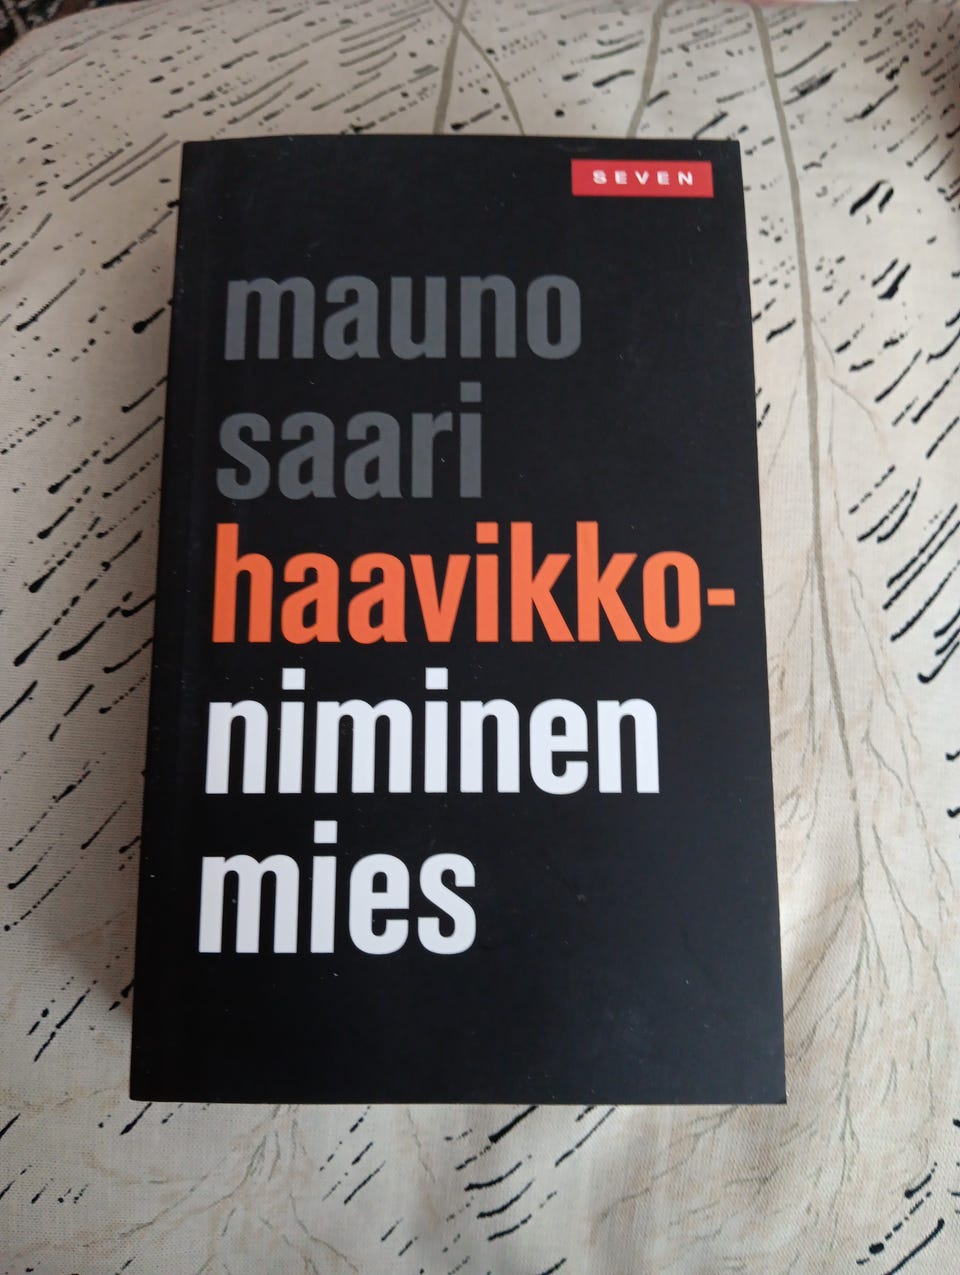 SEVEN
mauno
saari
haavikko-
niminen
mies